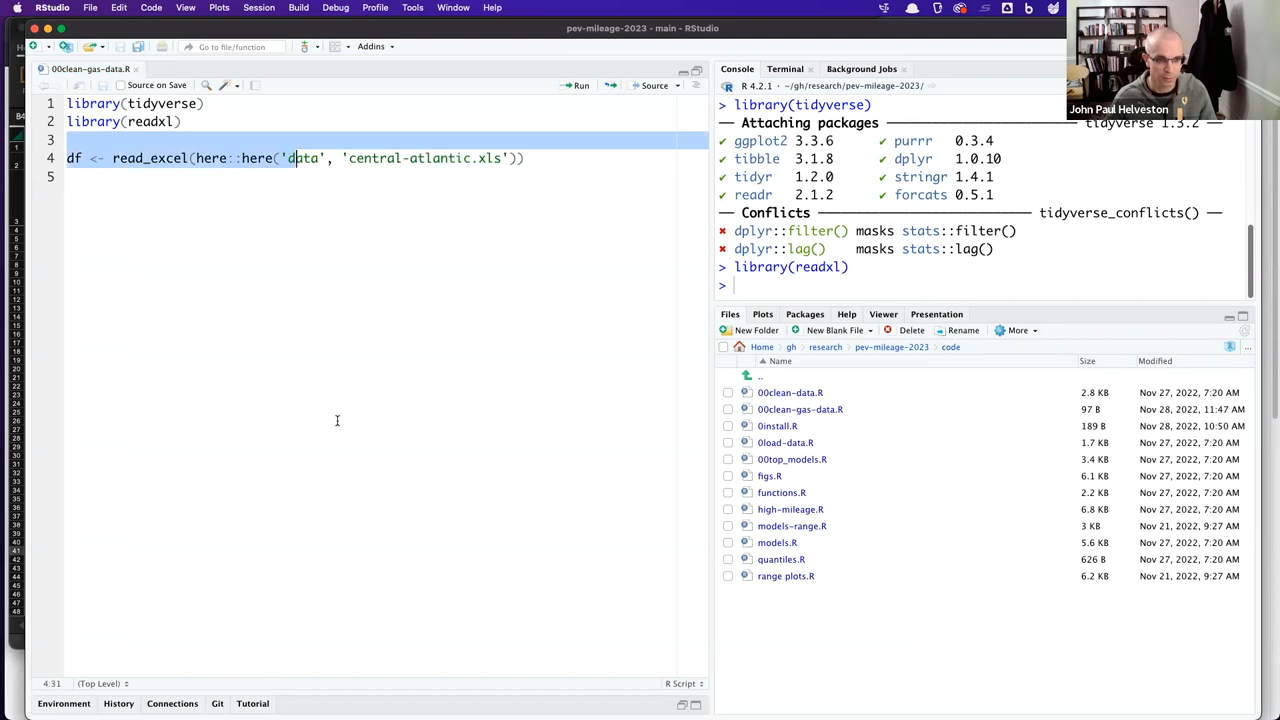 RStudio File Edit Code View Plots Session Build Debug Profile Tools Window Help
pev-mileage-2023 - main - RStudio
Go to file/function
Addins
00clean-gas-data.R
Source on Save
Run
Source
1 library(tidyverse)
2 library(readxl)
3
4 df <- read_excel(here::here('data', 'central-atlantic.xls'))
5
4:31 (Top Level) R Script
Environment History Connections Git Tutorial
Console Terminal Background Jobs
R 4.2.1 · ~/gh/research/pev-mileage-2023/
> library(tidyverse)
── Attaching packages ── tidyverse 1.3.2 ──
✔ ggplot2 3.3.6 ✔ purrr 0.3.4
✔ tibble 3.1.8 ✔ dplyr 1.0.10
✔ tidyr 1.2.0 ✔ stringr 1.4.1
✔ readr 2.1.2 ✔ forcats 0.5.1
── Conflicts ── tidyverse_conflicts() ──
✖ dplyr::filter() masks stats::filter()
✖ dplyr::lag() masks stats::lag()
> library(readxl)
>
John Paul Helveston
Files Plots Packages Help Viewer Presentation
New Folder New Blank File Delete Rename More
Home gh research pev-mileage-2023 code
Name Size Modified
..
00clean-data.R 2.8 KB Nov 27, 2022, 7:20 AM
00clean-gas-data.R 97 B Nov 28, 2022, 11:47 AM
0install.R 189 B Nov 28, 2022, 10:50 AM
0load-data.R 1.7 KB Nov 27, 2022, 7:20 AM
00top_models.R 3.4 KB Nov 27, 2022, 7:20 AM
figs.R 6.1 KB Nov 27, 2022, 7:20 AM
functions.R 2.2 KB Nov 27, 2022, 7:20 AM
high-mileage.R 6.8 KB Nov 27, 2022, 7:20 AM
models-range.R 3 KB Nov 21, 2022, 9:27 AM
models.R 5.6 KB Nov 27, 2022, 7:20 AM
quantiles.R 626 B Nov 27, 2022, 7:20 AM
range plots.R 6.2 KB Nov 21, 2022, 9:27 AM